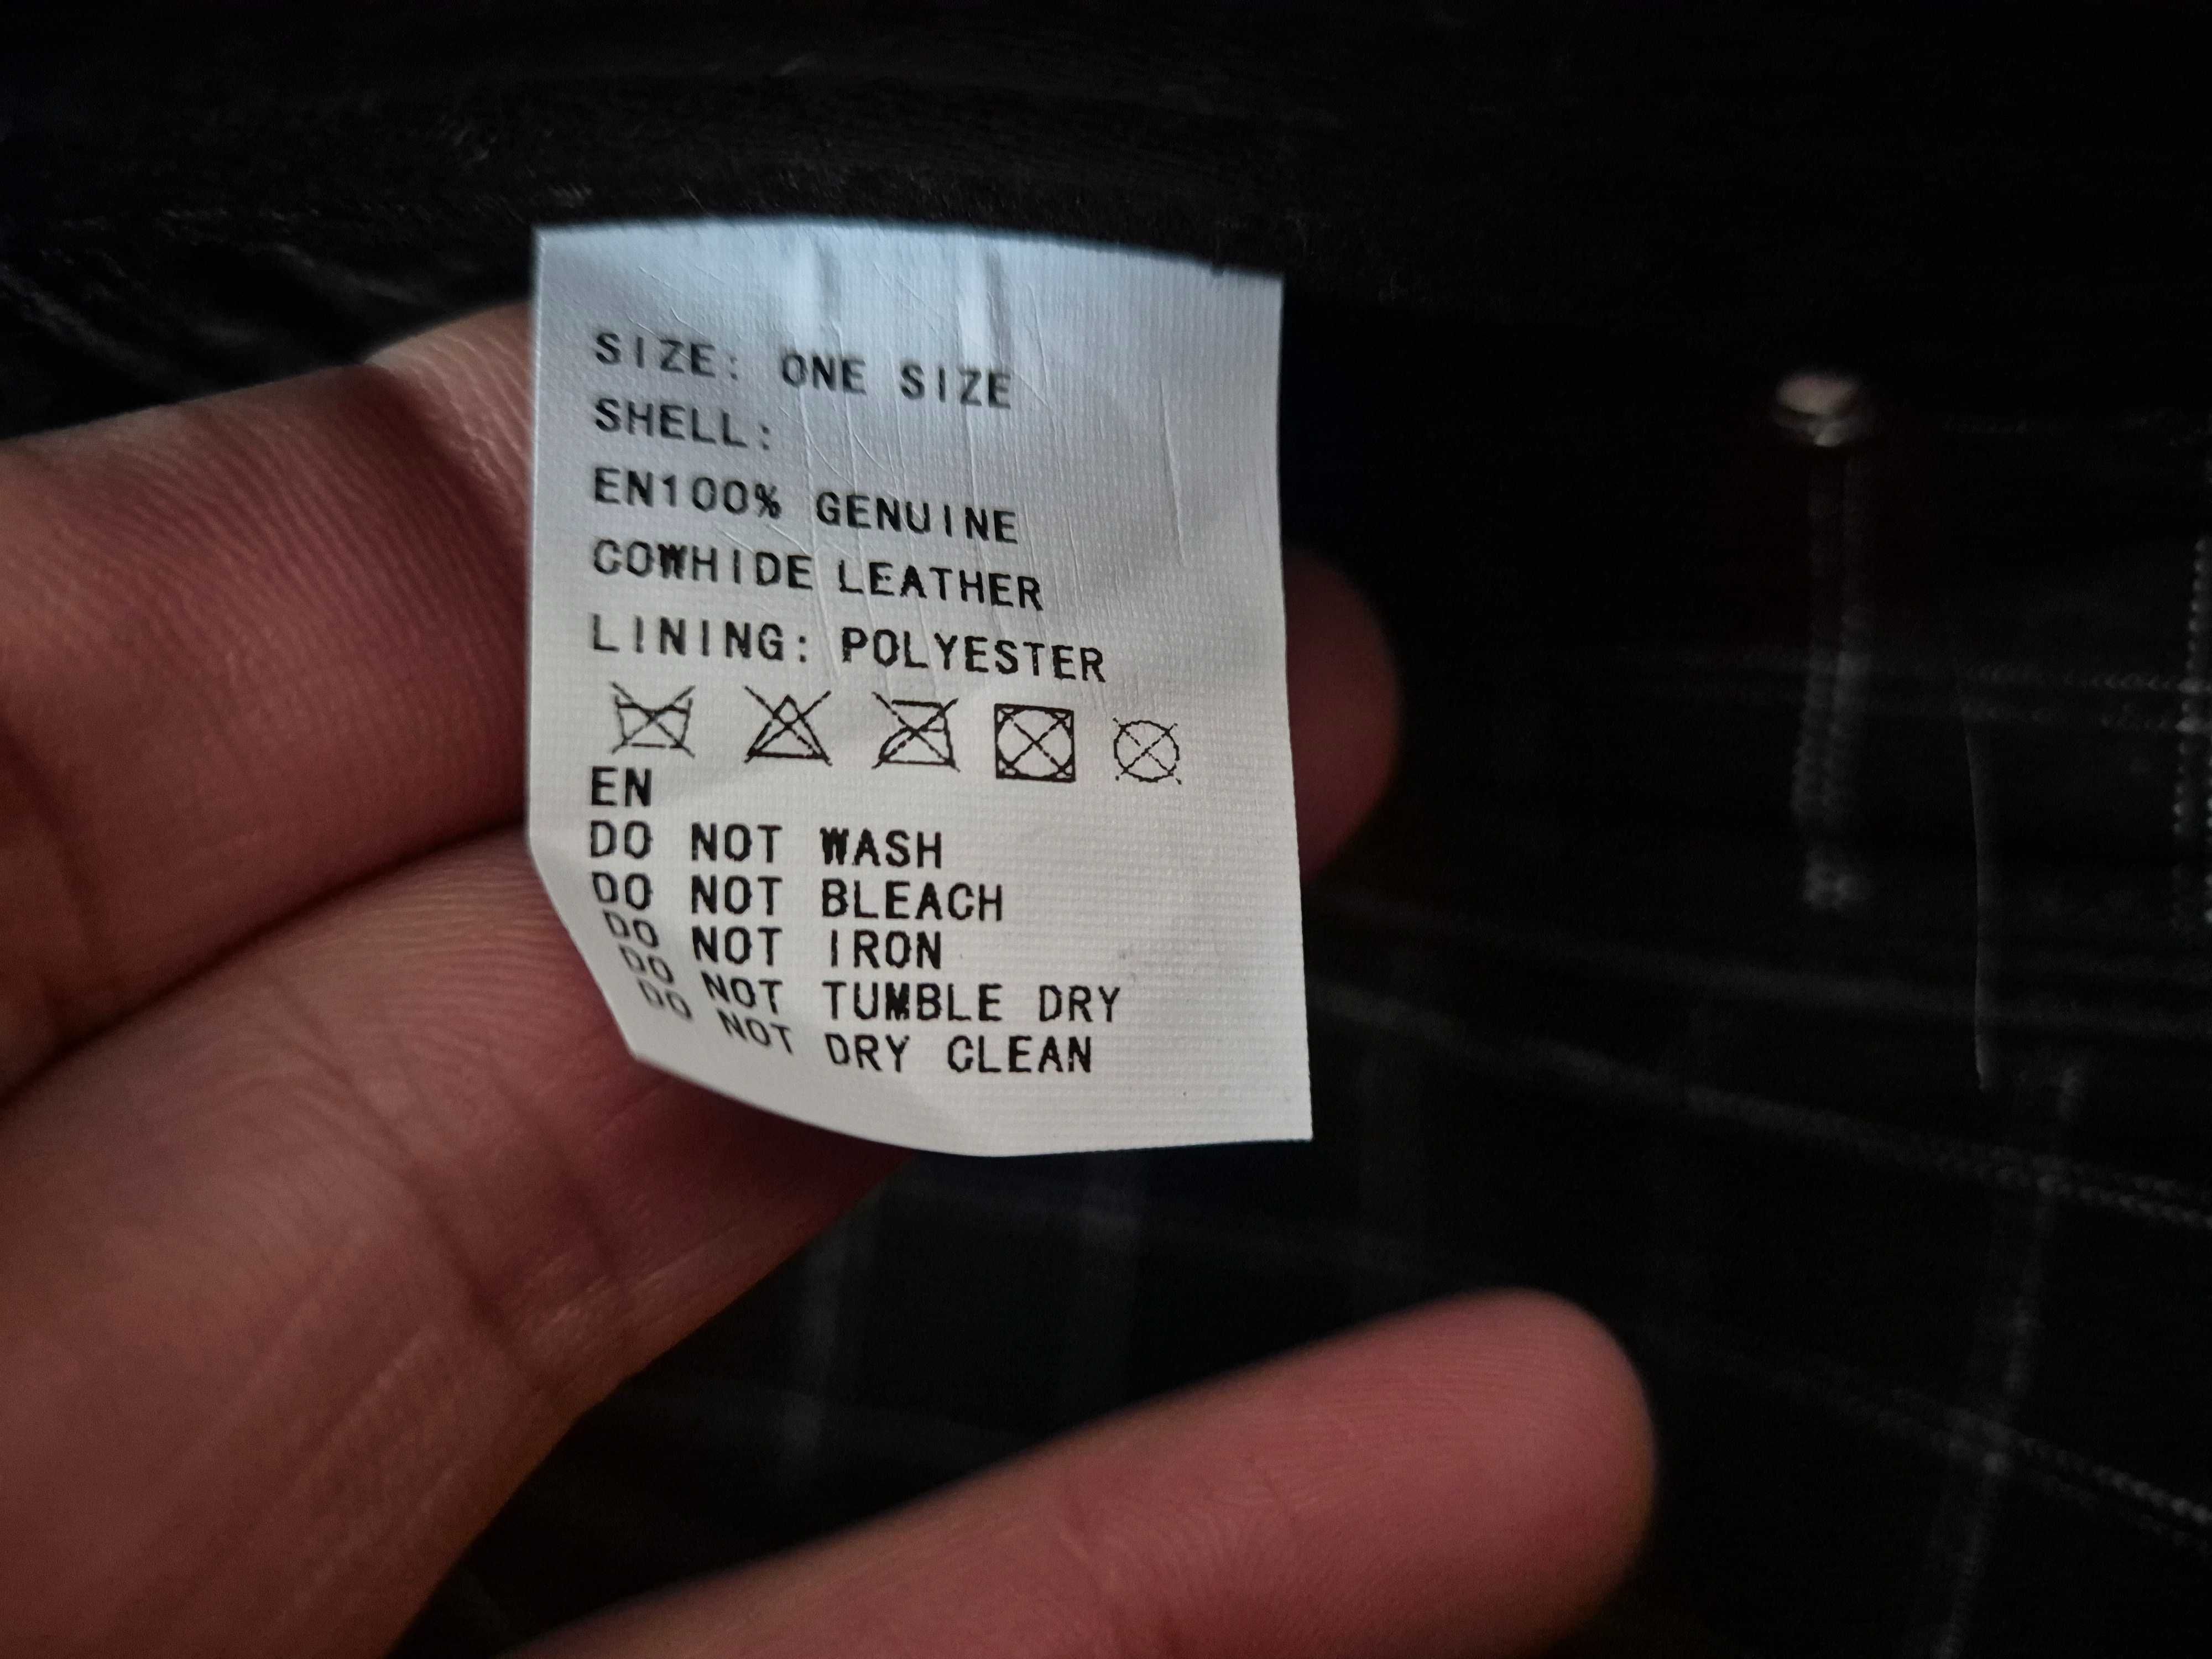 SIZE: ONE SIZE
SHELL:
EN100% GENUINE
COWHIDE LEATHER
LINING: POLYESTER
EN
DO NOT WASH
DO NOT BLEACH
DO NOT IRON
DO NOT TUMBLE DRY
DO NOT DRY CLEAN